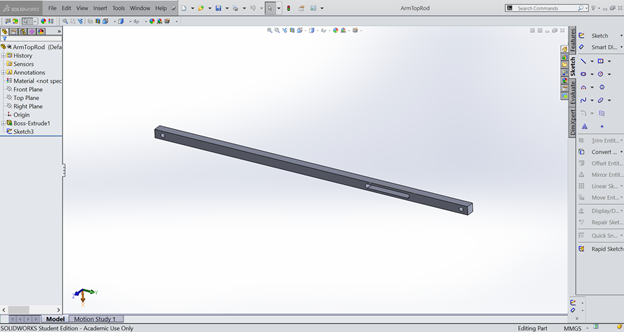 SOLIDWORKS
File Edit View Insert Tools Window Help
ArmTopRod
Search Commands
ArmTopRod (Defa
History
Sensors
Annotations
Material <not spec
Front Plane
Top Plane
Right Plane
Origin
Boss-Extrude1
Sketch3
Features
Sketch
Evaluate
DimXpert
Sketch
Smart Di...
Trim Entit...
Convert ...
Offset Entit...
Mirror Entit...
Linear Sk...
Move Ent...
Display/D...
Repair Sket...
Quick Sn...
Rapid Sketch
Model
Motion Study 1
SOLIDWORKS Student Edition - Academic Use Only
Editing Part
MMGS